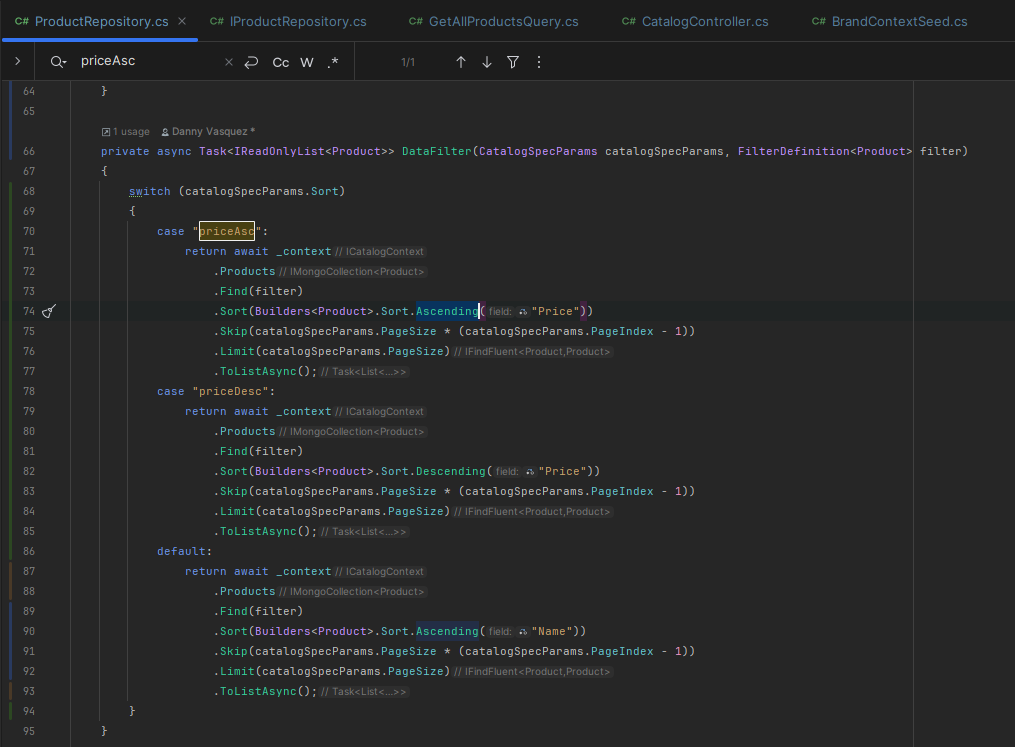 C# ProductRepository.cs × C# IProductRepository.cs C# GetAllProductsQuery.cs C# CatalogController.cs C# BrandContextSeed.cs
priceAsc × Cc W .* 1/1
64 }
65
1 usage Danny Vasquez *
66 private async Task<IReadOnlyList<Product>> DataFilter(CatalogSpecParams catalogSpecParams, FilterDefinition<Product> filter)
67 {
68 switch (catalogSpecParams.Sort)
69 {
70 case "priceAsc":
71 return await _context // ICatalogContext
72 .Products // IMongoCollection<Product>
73 .Find(filter)
74 .Sort(Builders<Product>.Sort.Ascending( field: "Price"))
75 .Skip(catalogSpecParams.PageSize * (catalogSpecParams.PageIndex - 1))
76 .Limit(catalogSpecParams.PageSize) // IFindFluent<Product,Product>
77 .ToListAsync(); // Task<List<...>>
78 case "priceDesc":
79 return await _context // ICatalogContext
80 .Products // IMongoCollection<Product>
81 .Find(filter)
82 .Sort(Builders<Product>.Sort.Descending( field: "Price"))
83 .Skip(catalogSpecParams.PageSize * (catalogSpecParams.PageIndex - 1))
84 .Limit(catalogSpecParams.PageSize) // IFindFluent<Product,Product>
85 .ToListAsync(); // Task<List<...>>
86 default:
87 return await _context // ICatalogContext
88 .Products // IMongoCollection<Product>
89 .Find(filter)
90 .Sort(Builders<Product>.Sort.Ascending( field: "Name"))
91 .Skip(catalogSpecParams.PageSize * (catalogSpecParams.PageIndex - 1))
92 .Limit(catalogSpecParams.PageSize) // IFindFluent<Product,Product>
93 .ToListAsync(); // Task<List<...>>
94 }
95 }